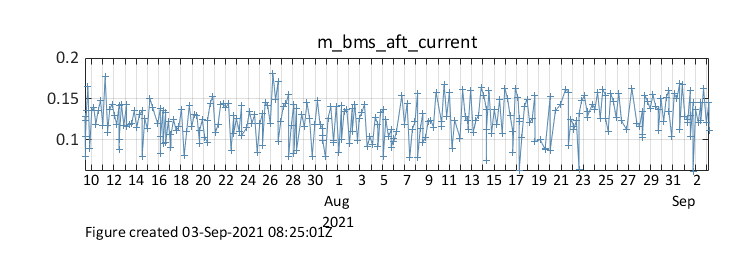 m_bms_aft_current
0.2
0.15
0.1
10 12 14 16 18 20 22 24 26 28 30 1 3 5 7 9 11 13 15 17 19 21 23 25 27 29 31 2
Aug Sep
2021
Figure created 03-Sep-2021 08:25:01Z